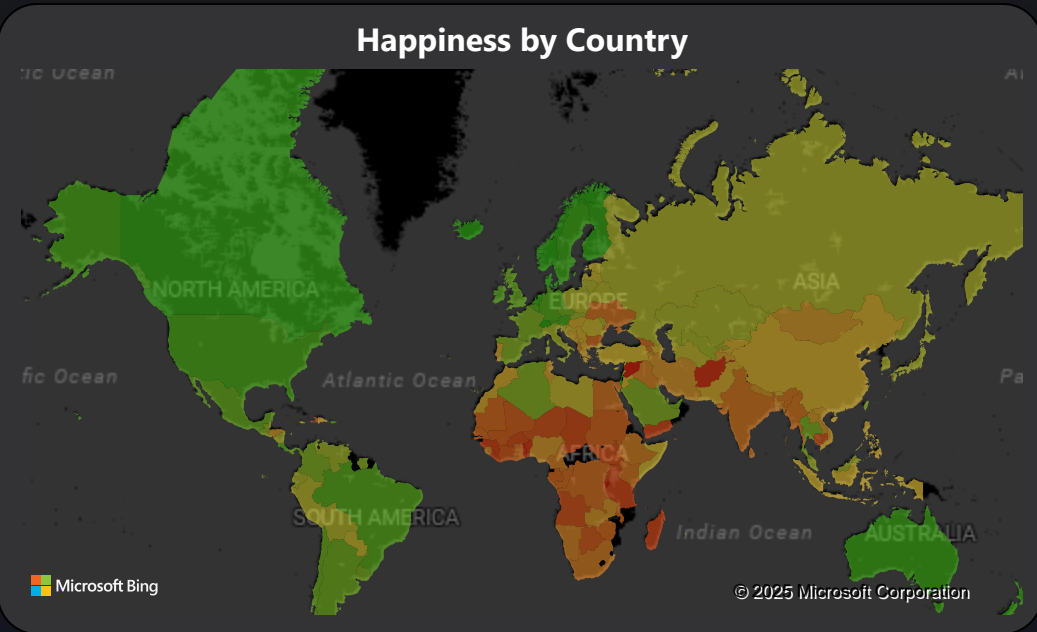 Happiness by Country
ic Ocean
NORTH AMERICA
EUROPE
ASIA
fic Ocean
Atlantic Ocean
Pa
AFRICA
SOUTH AMERICA
Indian Ocean
AUSTRALIA
Microsoft Bing
© 2025 Microsoft Corporation